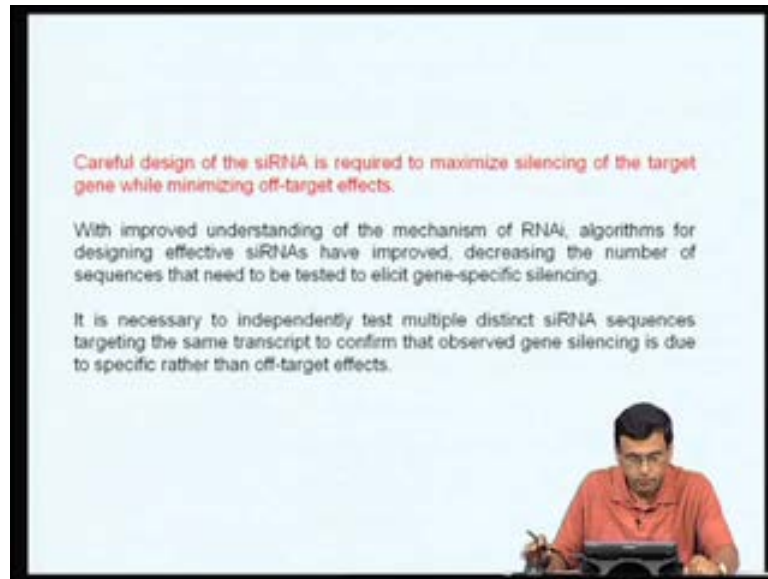 Careful design of the siRNA is required to maximize silencing of the target
gene while minimizing off-target effects.
With improved understanding of the mechanism of RNAi, algorithms for
designing effective siRNAs have improved, decreasing the number of
sequences that need to be tested to elicit gene-specific silencing.
It is necessary to independently test multiple distinct siRNA sequences
targeting the same transcript to confirm that observed gene silencing is due
to specific rather than off-target effects.